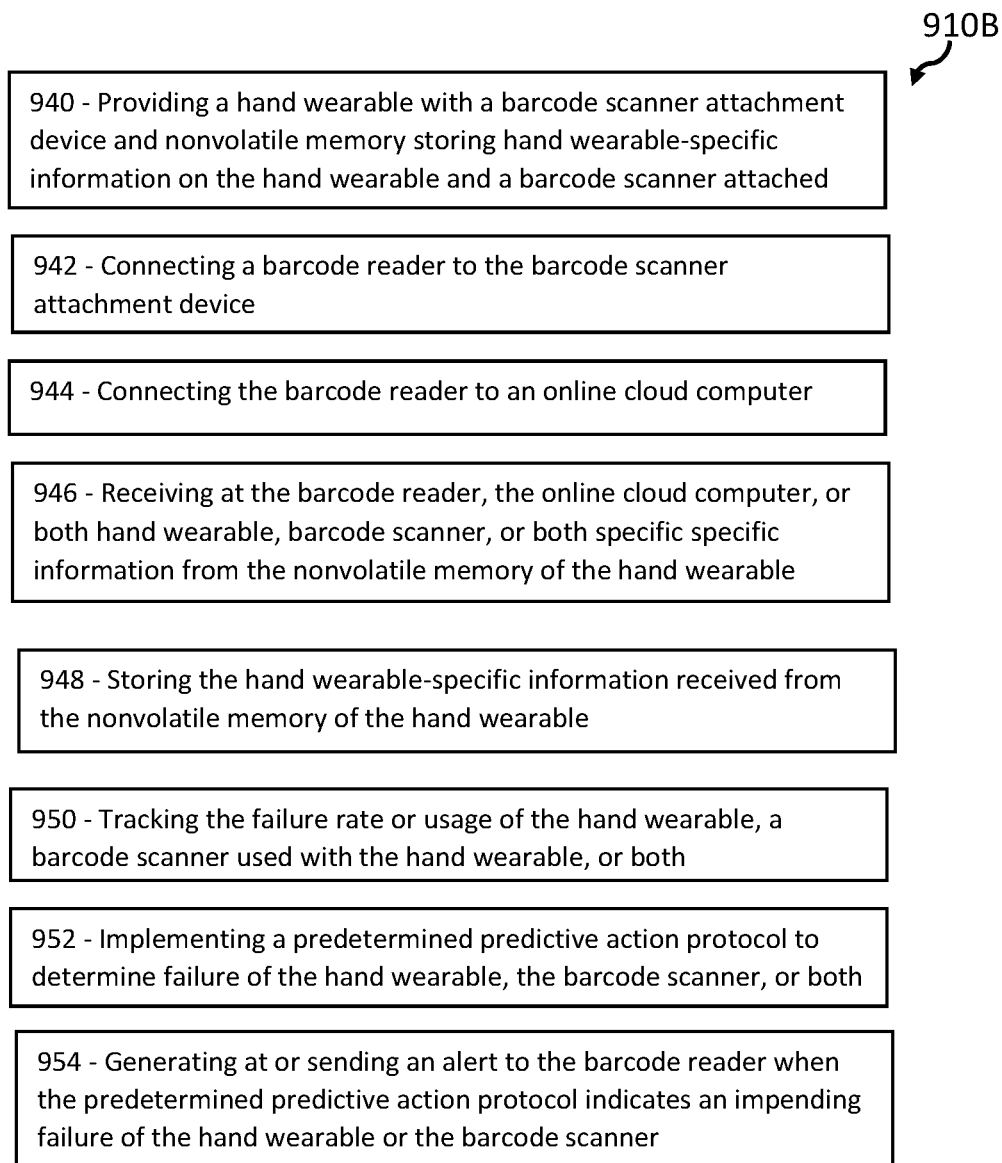 910B
940 - Providing a hand wearable with a barcode scanner attachment
device and nonvolatile memory storing hand wearable-specific
information on the hand wearable and a barcode scanner attached
942 - Connecting a barcode reader to the barcode scanner
attachment device
944 - Connecting the barcode reader to an online cloud computer
946 - Receiving at the barcode reader, the online cloud computer, or
both hand wearable, barcode scanner, or both specific specific
information from the nonvolatile memory of the hand wearable
948 - Storing the hand wearable-specific information received from
the nonvolatile memory of the hand wearable
950 - Tracking the failure rate or usage of the hand wearable, a
barcode scanner used with the hand wearable, or both
952 - Implementing a predetermined predictive action protocol to
determine failure of the hand wearable, the barcode scanner, or both
954 - Generating at or sending an alert to the barcode reader when
the predetermined predictive action protocol indicates an impending
failure of the hand wearable or the barcode scanner